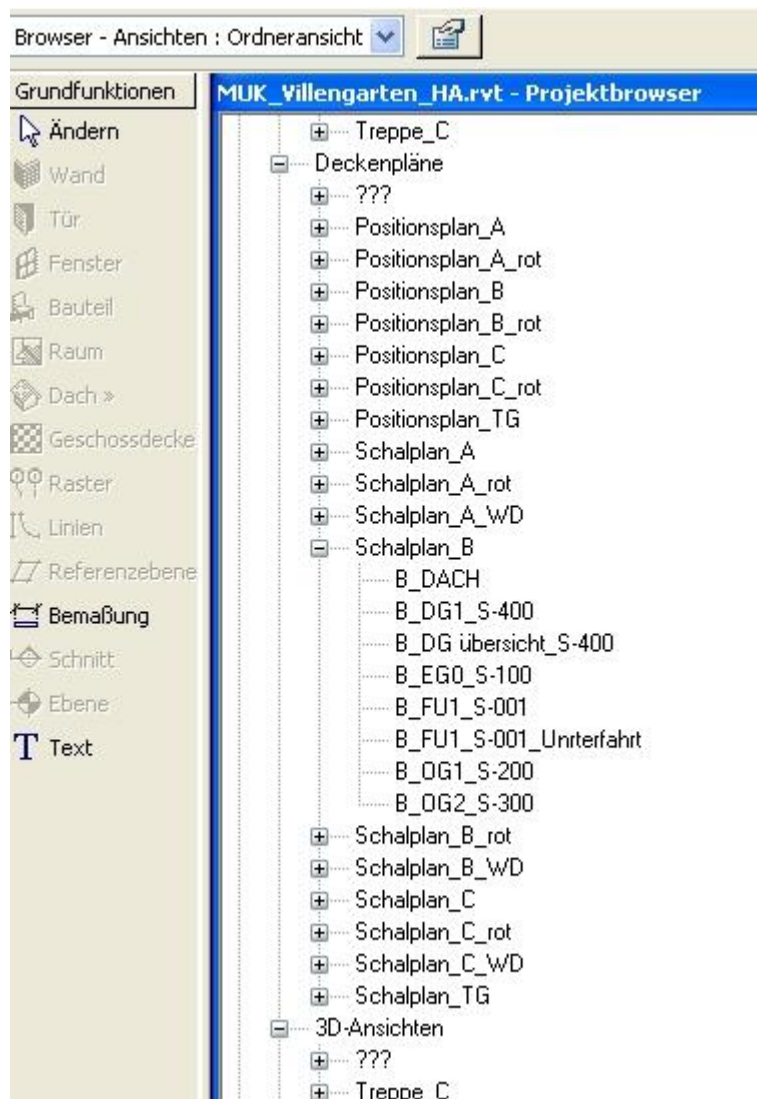 Browser - Ansichten : Ordneransicht
Grundfunktionen
Ändern
Wand
Tür
Fenster
Bauteil
Raum
Dach »
Geschossdecke
Raster
Linien
Referenzebene
Bemaßung
Schnitt
Ebene
Text
MUK_Villengarten_HA.rvt - Projektbrowser
Treppe_C
Deckenpläne
???
Positionsplan_A
Positionsplan_A_rot
Positionsplan_B
Positionsplan_B_rot
Positionsplan_C
Positionsplan_C_rot
Positionsplan_TG
Schalplan_A
Schalplan_A_rot
Schalplan_A_WD
Schalplan_B
B_DACH
B_DG1_S-400
B_DG übersicht_S-400
B_EG0_S-100
B_FU1_S-001
B_FU1_S-001_Unrterfahrt
B_OG1_S-200
B_OG2_S-300
Schalplan_B_rot
Schalplan_B_WD
Schalplan_C
Schalplan_C_rot
Schalplan_C_WD
Schalplan_TG
3D-Ansichten
???
Treppe_C